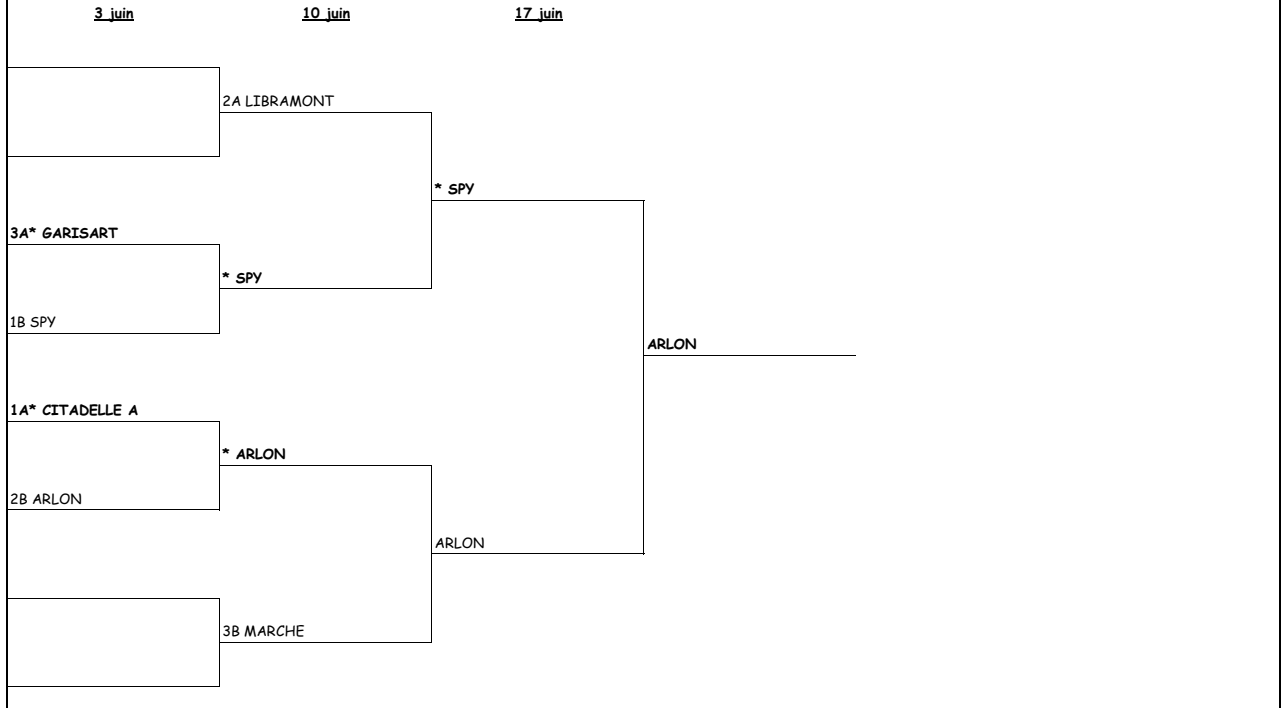 3 juin 10 juin 17 juin
2A LIBRAMONT
* SPY
3A* GARISART
* SPY
1B SPY
ARLON
1A* CITADELLE A
* ARLON
2B ARLON
ARLON
3B MARCHE